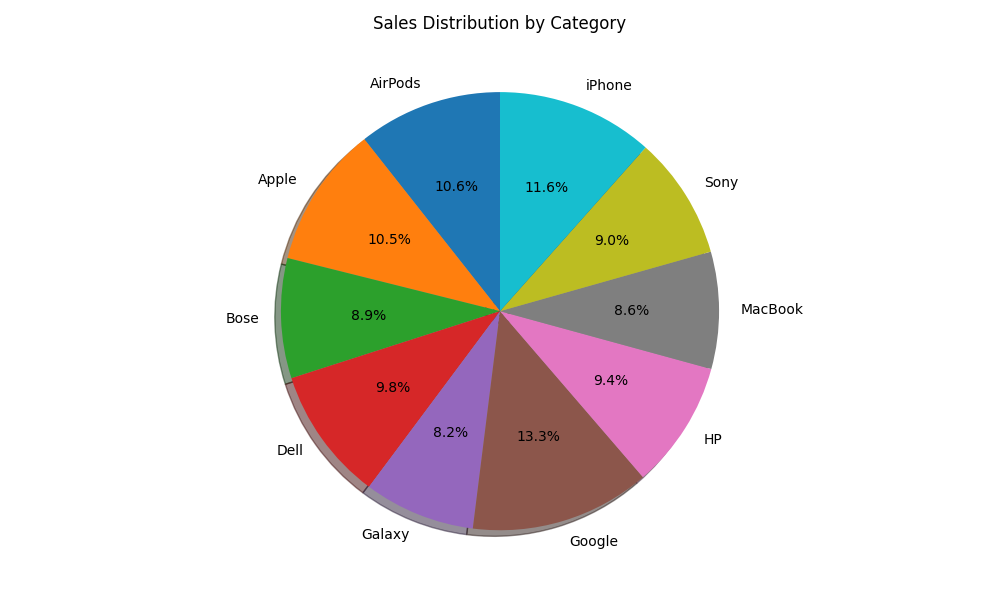 Sales Distribution by Category
AirPods
iPhone
Apple
Sony
10.6%
11.6%
10.5%
9.0%
Bose
8.9%
8.6%
MacBook
9.8%
9.4%
Dell
HP
8.2%
13.3%
Galaxy
Google